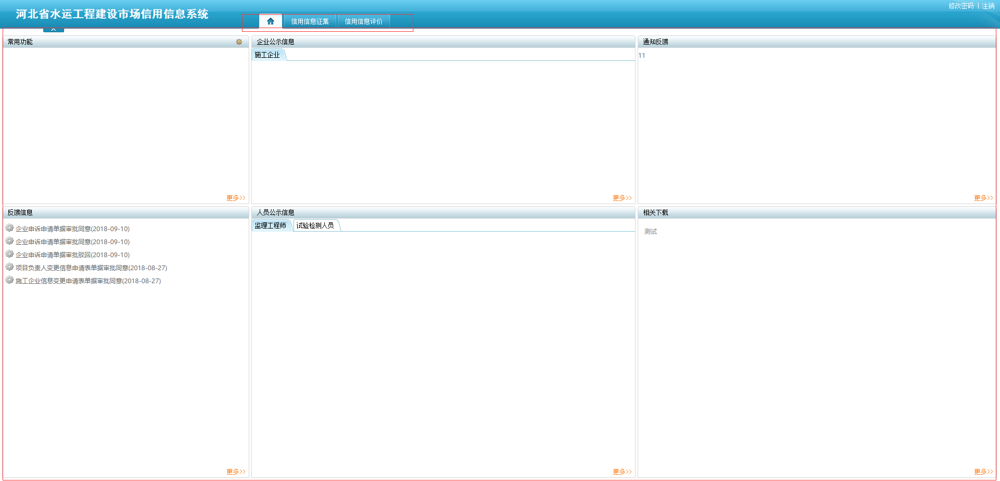 河北省水运工程建设市场信用信息系统
修改密码 | 注销
信用信息征集
信用信息评价
常用功能
更多>>
企业公示信息
施工企业
更多>>
通知反馈
11
更多>>
反馈信息
企业申诉申请单据审批同意(2018-09-10)
企业申诉申请单据审批同意(2018-09-10)
企业申诉申请单据审批驳回(2018-09-10)
项目负责人变更信息申请表单据审批同意(2018-08-27)
施工企业信息变更申请表单据审批同意(2018-08-27)
更多>>
人员公示信息
监理工程师
试验检测人员
更多>>
相关下载
测试
更多>>